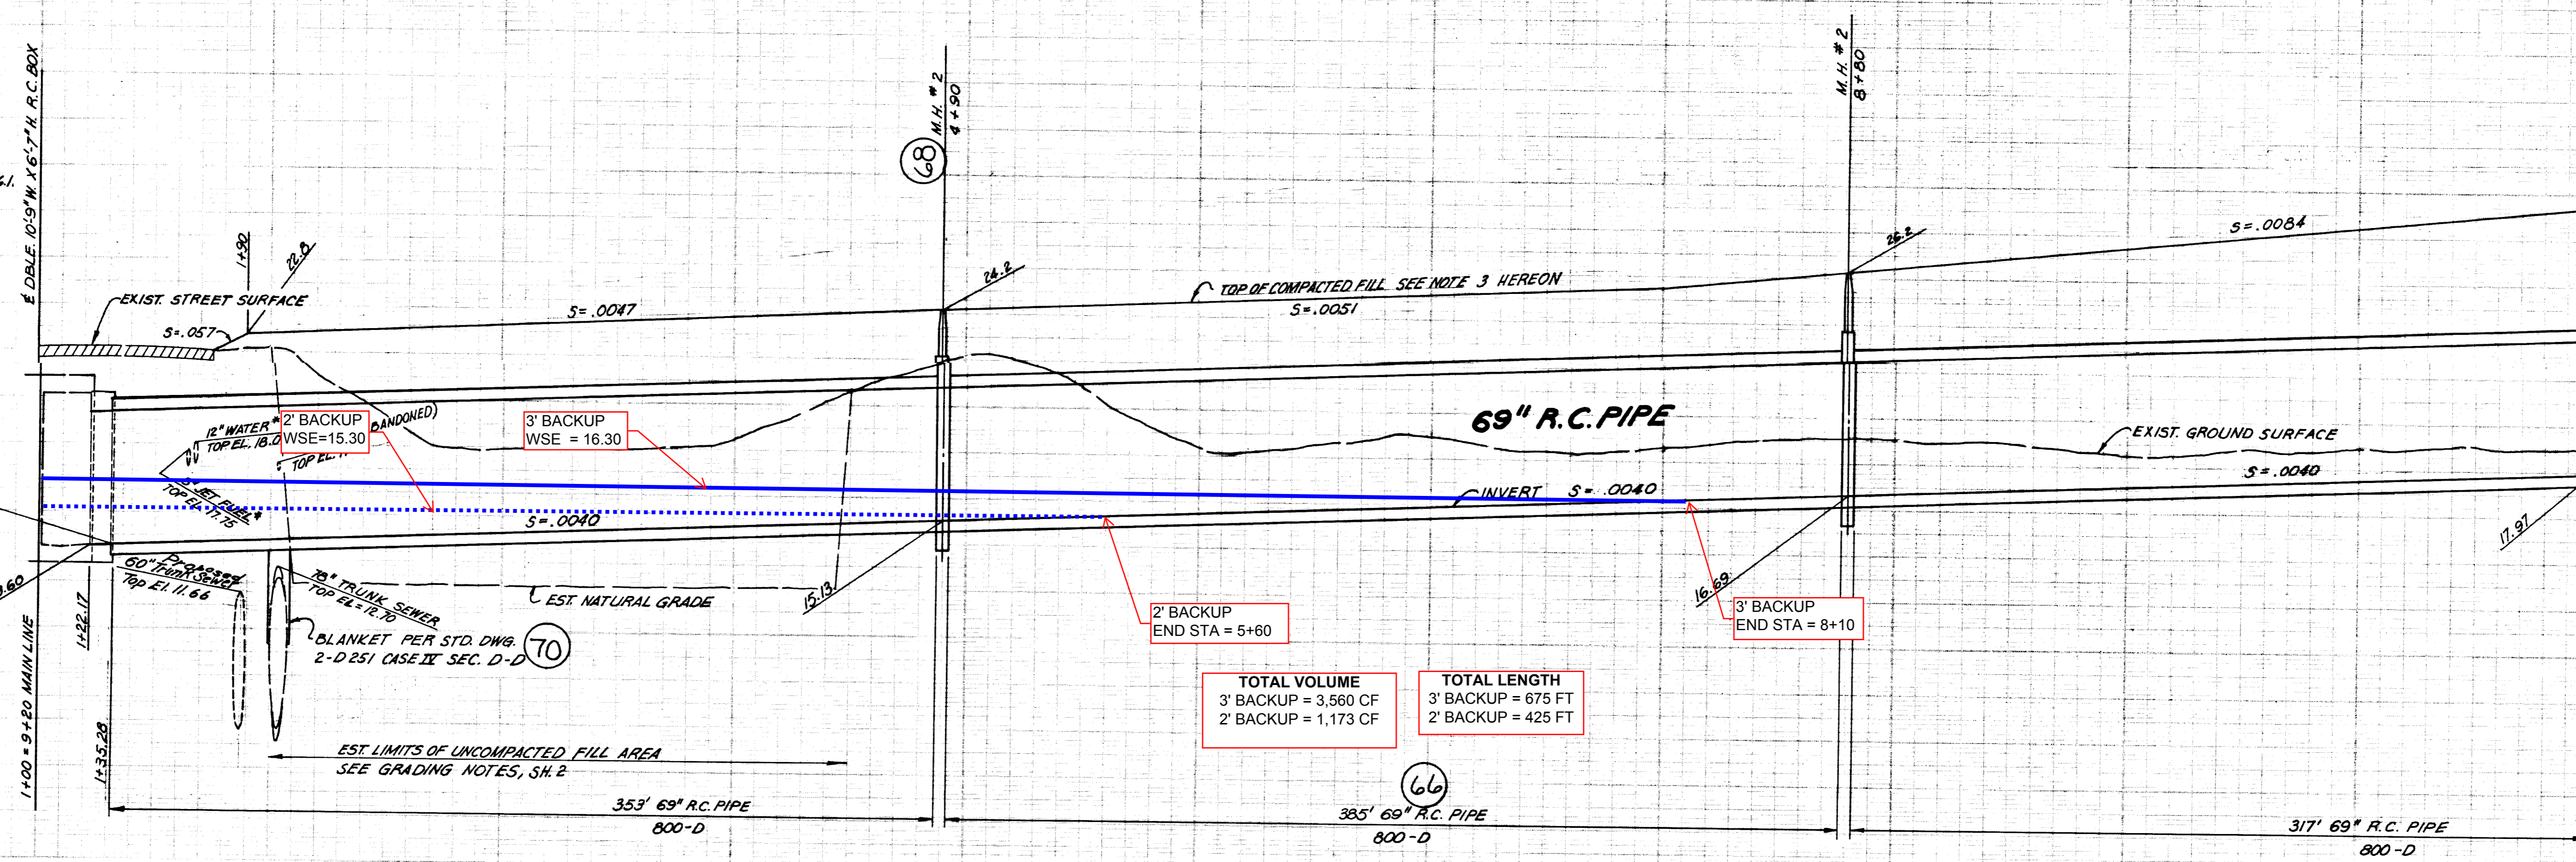 ₵ DBLE. 10'-9" W. X 6'-7" H. R.C. BOX
M.H. # 2
4 + 90
M.H. # 2
8 + 80
68
1+90
22.8
EXIST. STREET SURFACE
S=.057
S= .0047
24.2
TOP OF COMPACTED FILL SEE NOTE 3 HEREON
S=.0051
26.2
S=.0084
12" WATER*
TOP EL. 18.0
BANDONED)
TOP EL.
2' BACKUP
WSE=15.30
3' BACKUP
WSE = 16.30
69" R.C. PIPE
EXIST. GROUND SURFACE
S=.0040
JET FUEL*
TOP EL. 17.75
S=.0040
INVERT S= .0040
17.97
Proposed
60" Trunk Sewer
Top El. 11.66
78" TRUNK SEWER
TOP EL = 12.70
EST. NATURAL GRADE
15.13
16.69
2' BACKUP
END STA = 5+60
3' BACKUP
END STA = 8+10
BLANKET PER STD. DWG.
2-D 251 CASE IV SEC. D-D
70
1+22.17
1+35.28
1+00 = 9+20 MAIN LINE
TOTAL VOLUME
3' BACKUP = 3,560 CF
2' BACKUP = 1,173 CF
TOTAL LENGTH
3' BACKUP = 675 FT
2' BACKUP = 425 FT
EST. LIMITS OF UNCOMPACTED FILL AREA
SEE GRADING NOTES, SH. 2
66
353' 69" R.C. PIPE
800-D
385' 69" R.C. PIPE
800-D
317' 69" R.C. PIPE
800-D